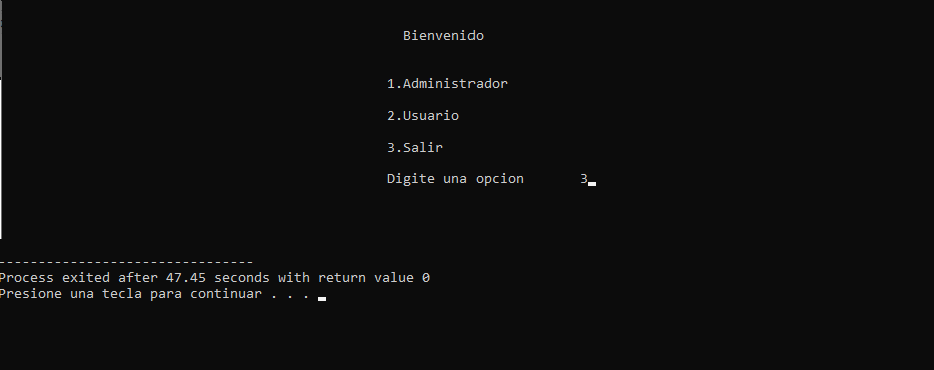 Bienvenido
1.Administrador
2.Usuario
3.Salir
Digite una opcion 3
--------------------------------
Process exited after 47.45 seconds with return value 0
Presione una tecla para continuar . . .